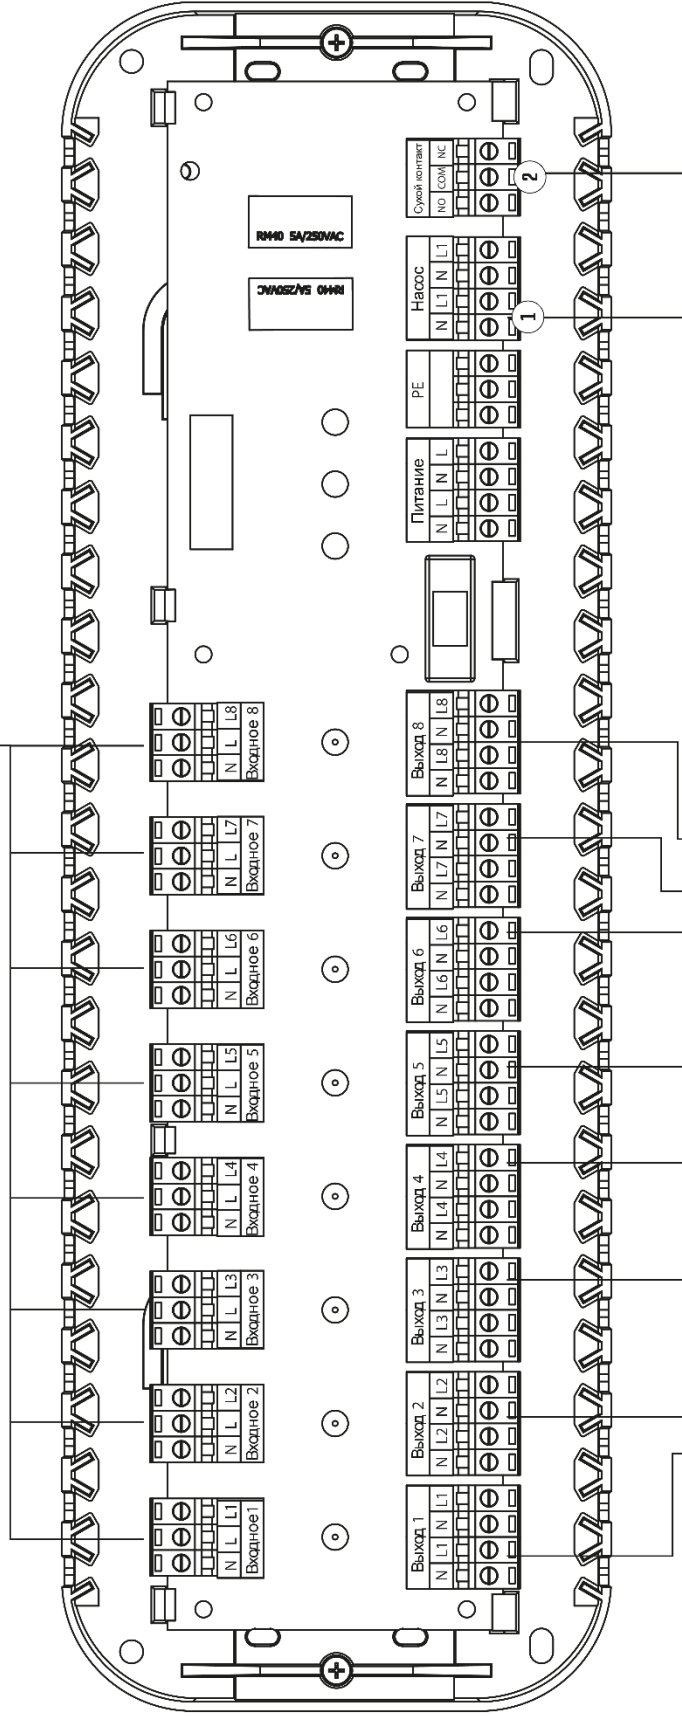 N L L1
Входное1
N L L2
Входное 2
N L L3
Входное 3
N L L4
Входное 4
N L L5
Входное 5
N L L6
Входное 6
N L L7
Входное 7
N L L8
Входное 8
RM40 5A/250VAC
RM40 5A/250VAC
Выход 1
N L1 N L1
Выход 2
N L2 N L2
Выход 3
N L3 N L3
Выход 4
N L4 N L4
Выход 5
N L5 N L5
Выход 6
N L6 N L6
Выход 7
N L7 N L7
Выход 8
N L8 N L8
Питание
N L N L
PE
Насос
N L1 N L1
1
Сухой контакт
NO COM NC
2